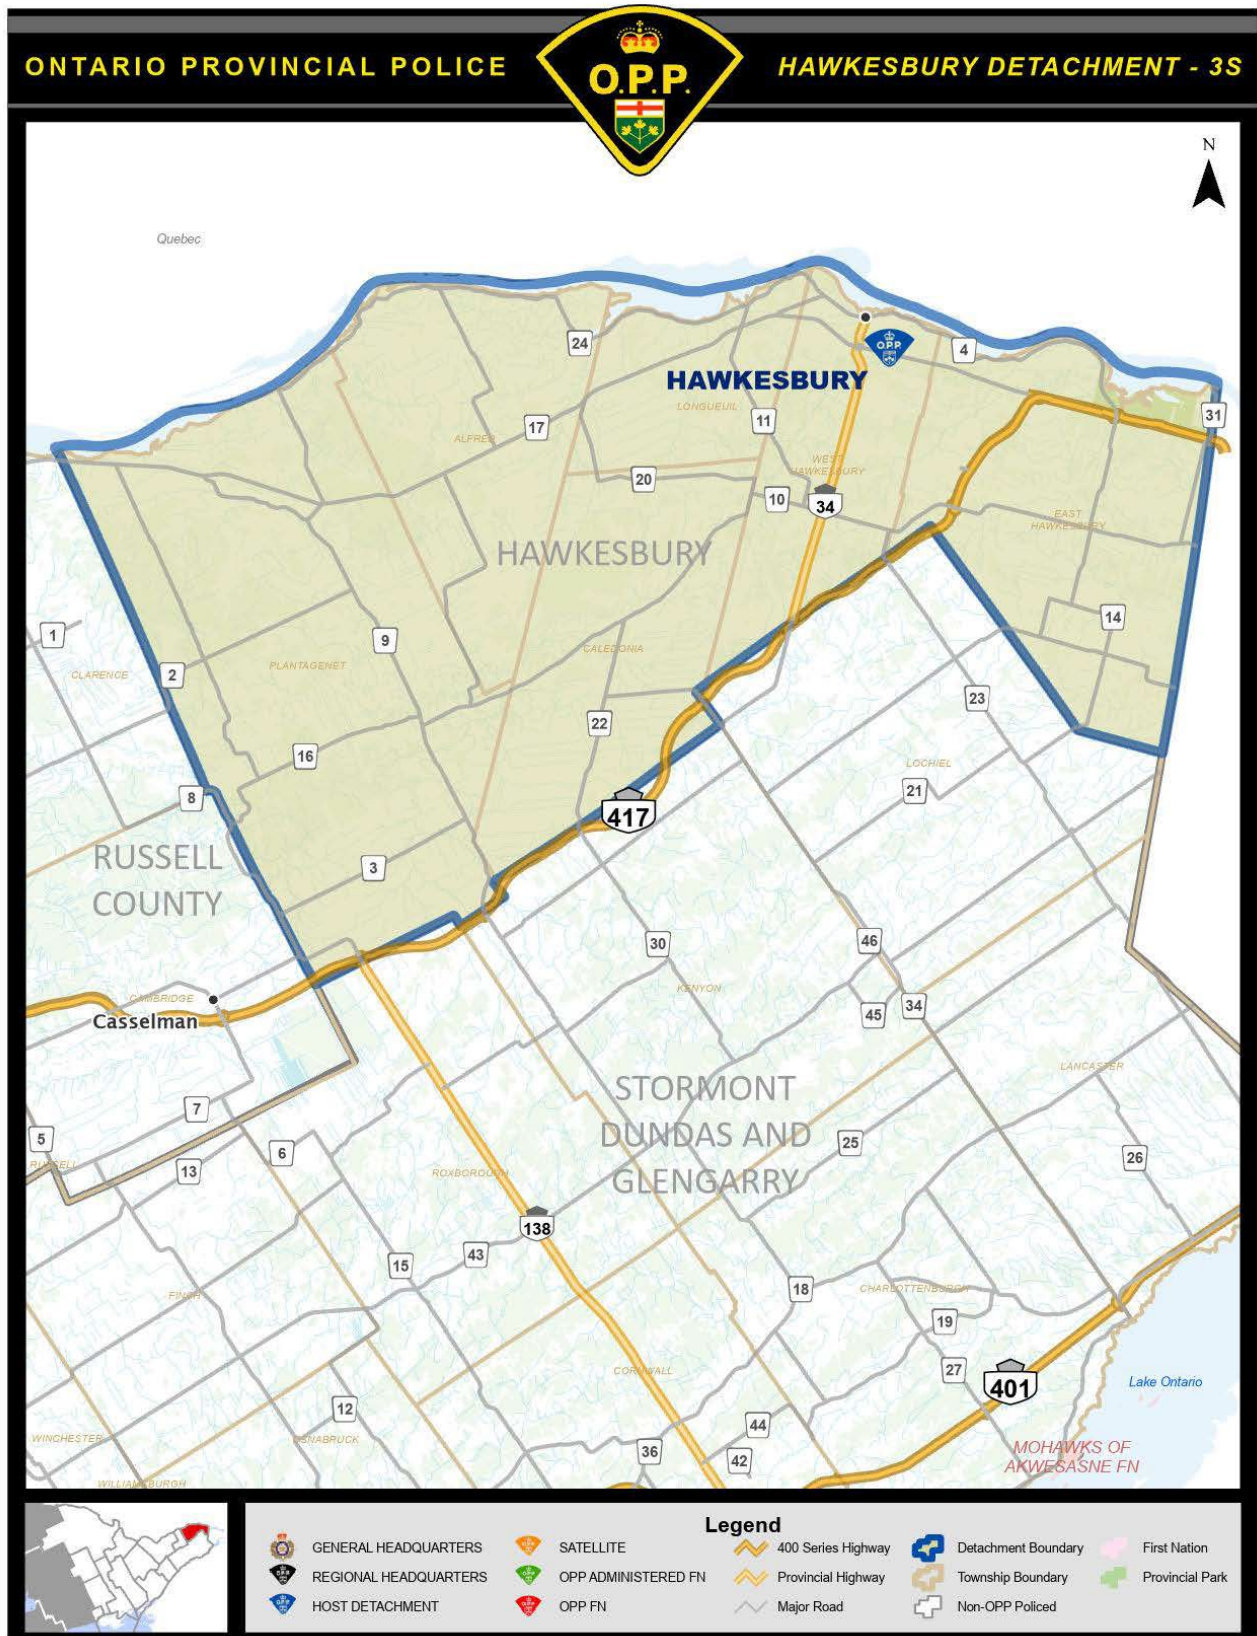 ONTARIO PROVINCIAL POLICE
O.P.P.
HAWKESBURY DETACHMENT - 3S
N
Quebec
24
4
O.P.P.
HAWKESBURY
LONGUEUIL
31
11
17
ALFRED
WEST
HAWKESBURY
20
10
34
EAST
HAWKESBURY
HAWKESBURY
14
1
9
CALEDONIA
PLANTAGENET
CLARENCE
2
23
22
16
LOCHIEL
21
8
417
RUSSELL
COUNTY
3
30
46
KENYON
CAMBRIDGE
34
45
Casselman
LANCASTER
STORMONT
DUNDAS AND
GLENGARRY
7
5
25
6
26
RUSSELL
13
ROXBOROUGH
138
43
15
18
CHARLOTTENBURGH
FINCH
19
CORNWALL
27
401
Lake Ontario
12
44
WINCHESTER
OSNABRUCK
36
42
MOHAWKS OF
AKWESASNE FN
WILLIAMSBURGH
Legend
GENERAL HEADQUARTERS
REGIONAL HEADQUARTERS
HOST DETACHMENT
SATELLITE
OPP ADMINISTERED FN
OPP FN
400 Series Highway
Provincial Highway
Major Road
Detachment Boundary
Township Boundary
Non-OPP Policed
First Nation
Provincial Park